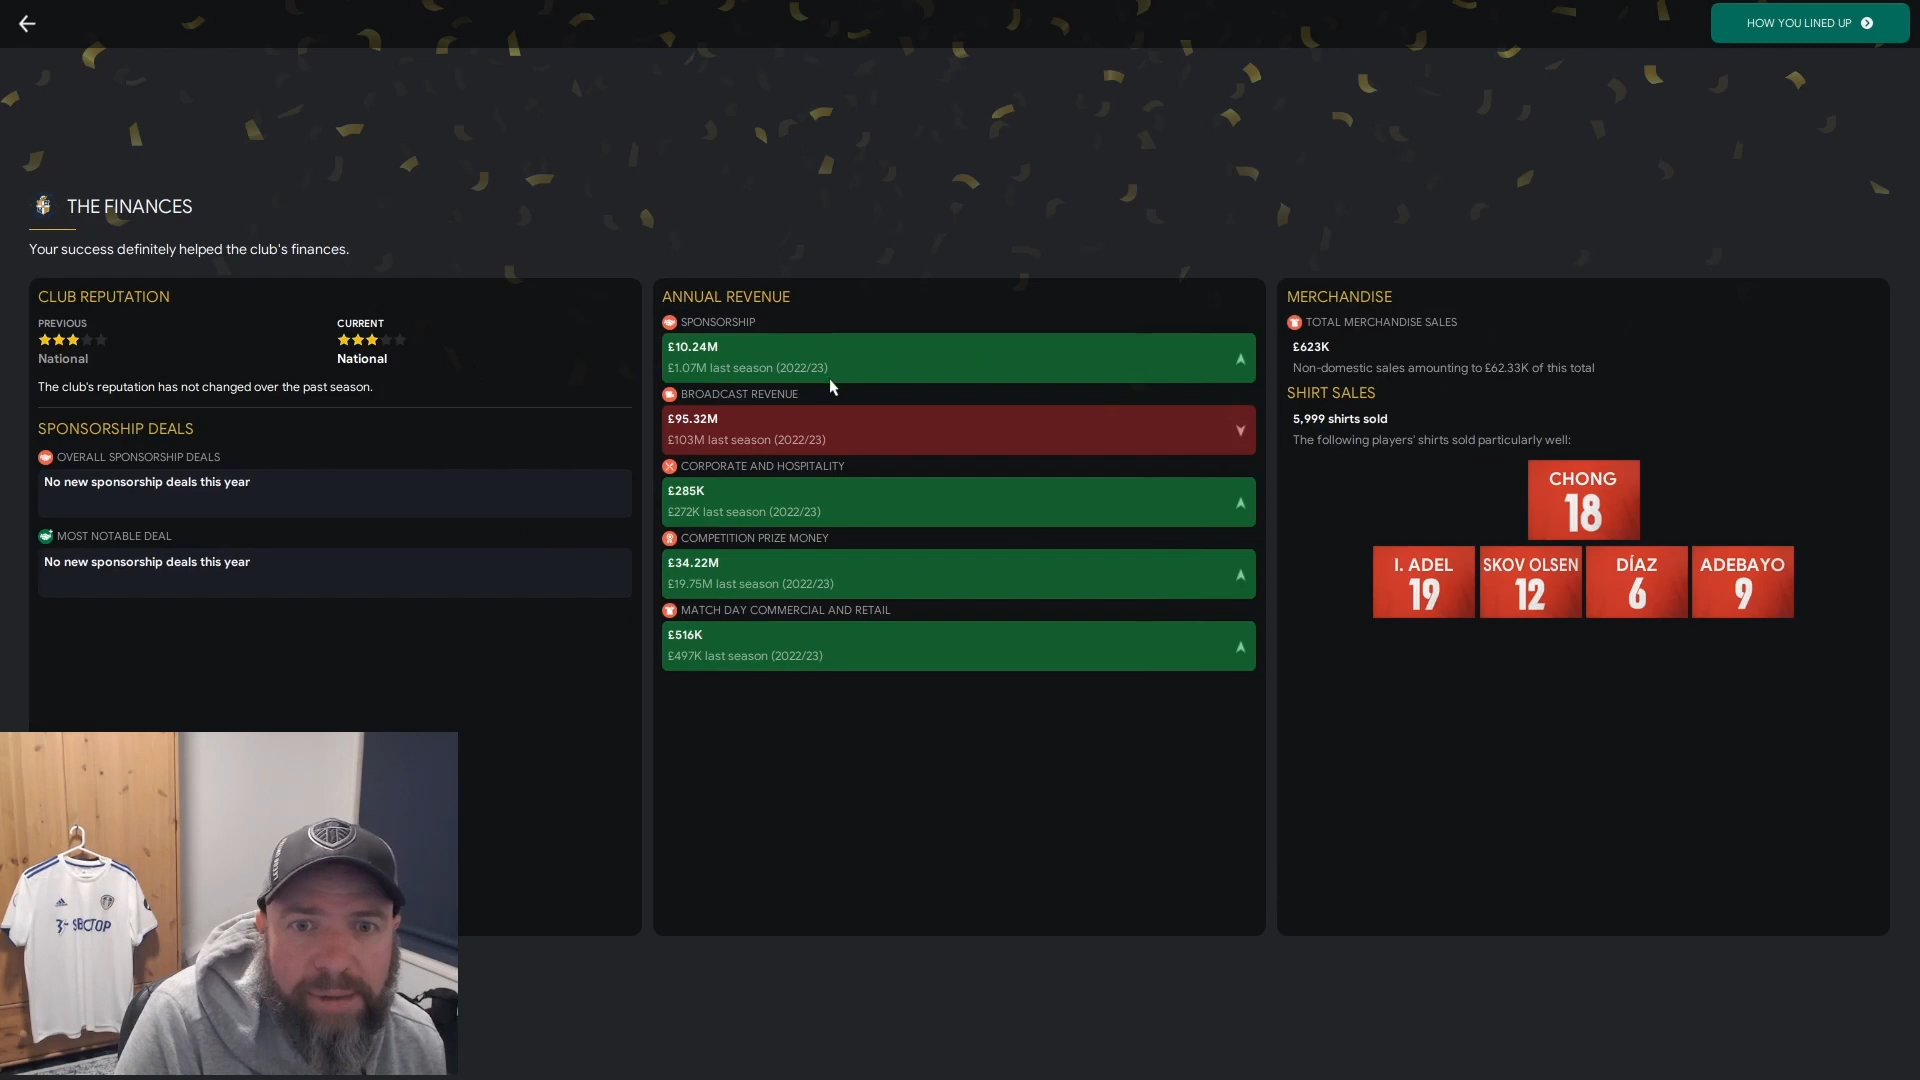 HOW YOU LINED UP
THE FINANCES
Your success definitely helped the club's finances.
CLUB REPUTATION
PREVIOUS
National
CURRENT
National
The club's reputation has not changed over the past season.
SPONSORSHIP DEALS
OVERALL SPONSORSHIP DEALS
No new sponsorship deals this year
MOST NOTABLE DEAL
No new sponsorship deals this year
ANNUAL REVENUE
SPONSORSHIP
£10.24M
£1.07M last season (2022/23)
BROADCAST REVENUE
£95.32M
£103M last season (2022/23)
CORPORATE AND HOSPITALITY
£285K
£272K last season (2022/23)
COMPETITION PRIZE MONEY
£34.22M
£19.75M last season (2022/23)
MATCH DAY COMMERCIAL AND RETAIL
£516K
£497K last season (2022/23)
MERCHANDISE
TOTAL MERCHANDISE SALES
£623K
Non-domestic sales amounting to £62.33K of this total
SHIRT SALES
5,999 shirts sold
The following players' shirts sold particularly well:
CHONG
18
I. ADEL
19
SKOV OLSEN
12
DÍAZ
6
ADEBAYO
9
SBOTOP